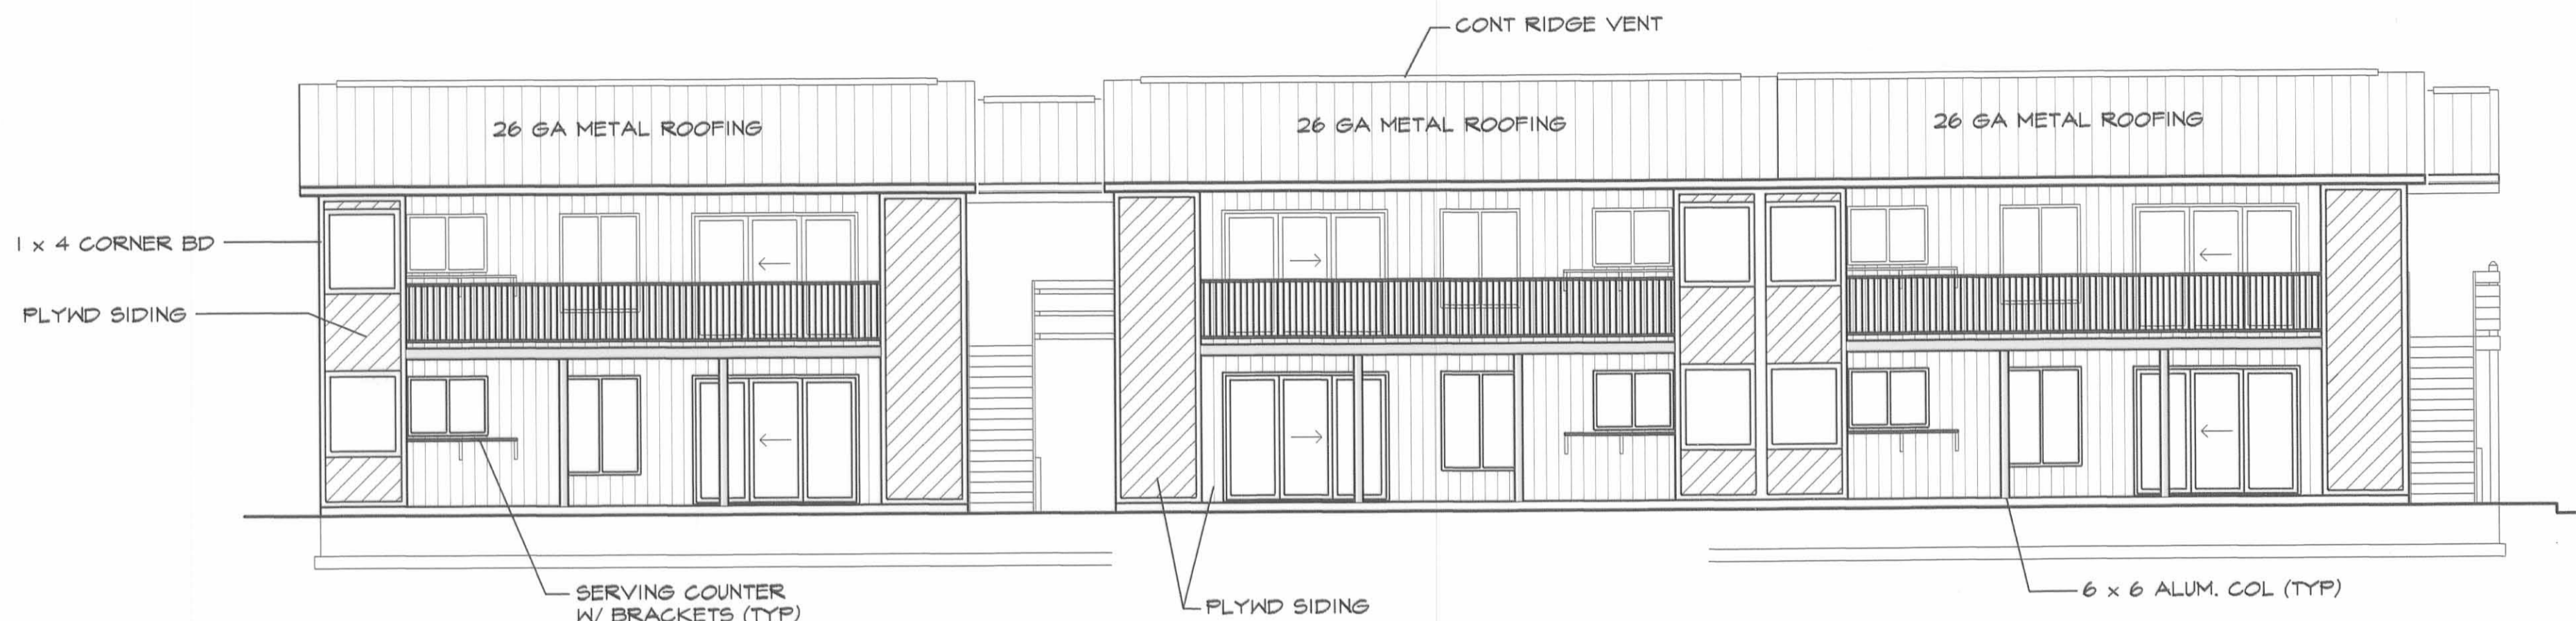 CONT RIDGE VENT
26 GA METAL ROOFING
26 GA METAL ROOFING
26 GA METAL ROOFING
1 x 4 CORNER BD
PLYWD SIDING
SERVING COUNTER
W/ BRACKETS (TYP)
PLYWD SIDING
6 x 6 ALUM. COL (TYP)